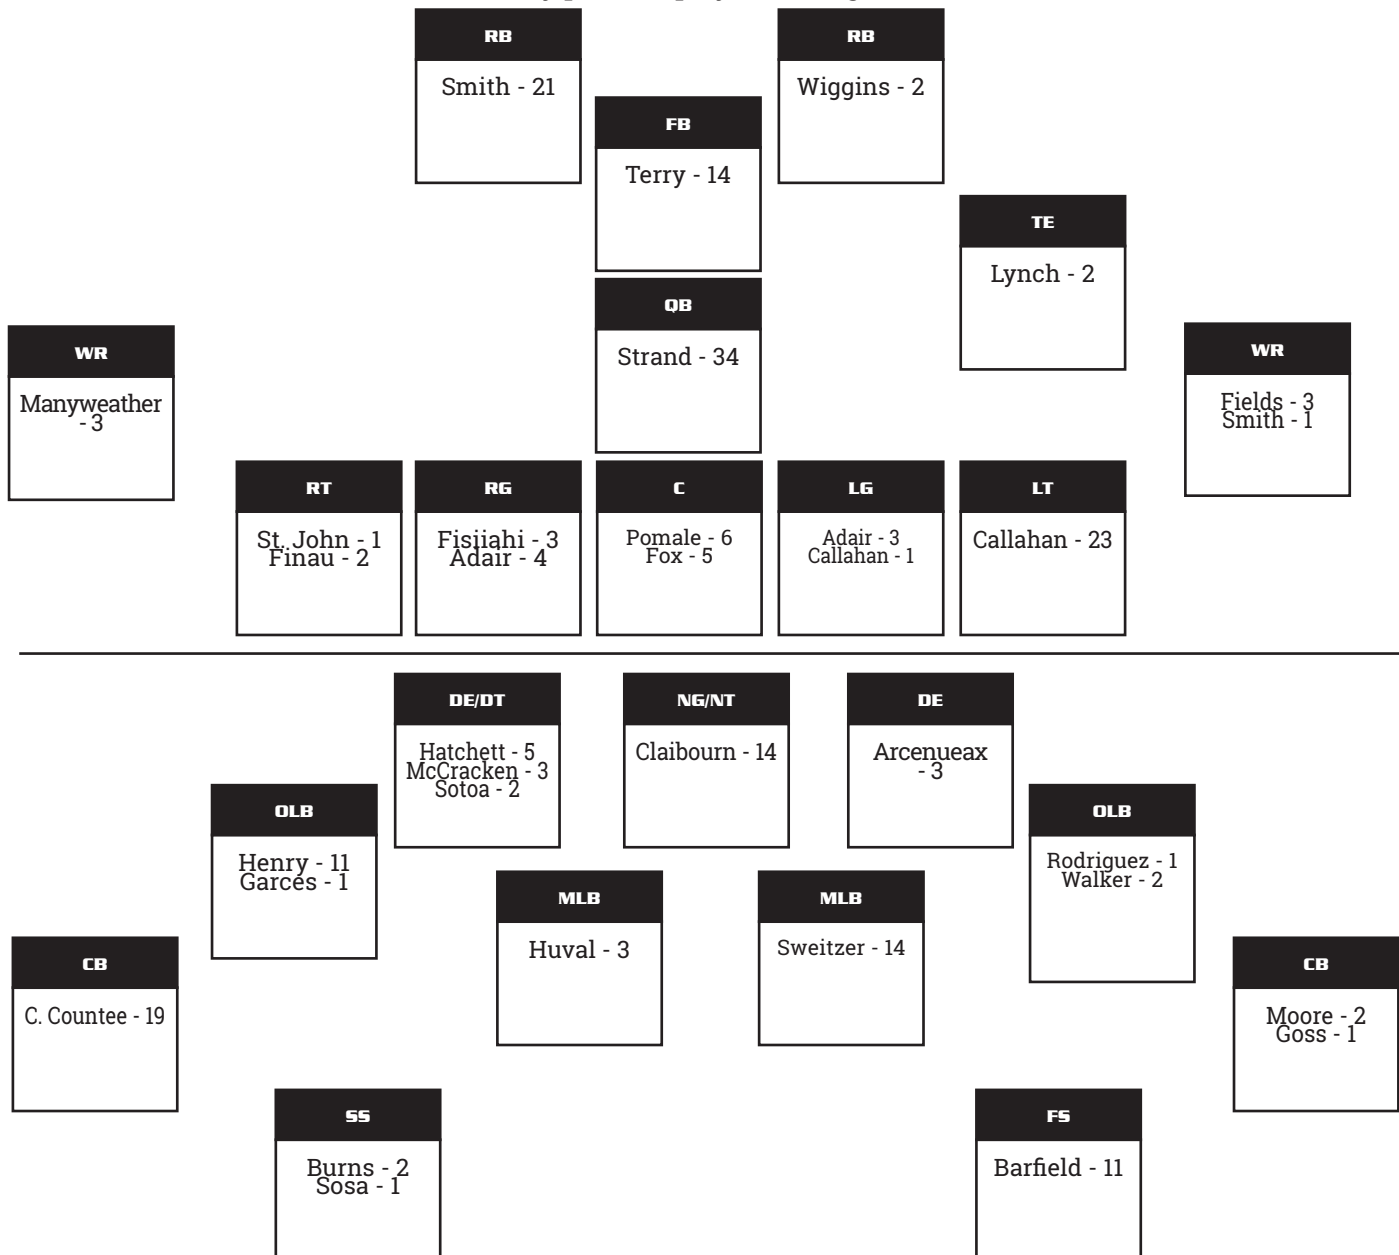 RB
Smith - 21
RB
Wiggins - 2
FB
Terry - 14
TE
Lynch - 2
QB
Strand - 34
WR
Manyweather
- 3
WR
Fields - 3
Smith - 1
RT
St. John - 1
Finau - 2
RG
Fisiiahi - 3
Adair - 4
C
Pomale - 6
Fox - 5
LG
Adair - 3
Callahan - 1
LT
Callahan - 23
DE/DT
Hatchett - 5
McCracken - 3
Sotoa - 2
NG/NT
Claibourn - 14
DE
Arcenueax
- 3
OLB
Henry - 11
Garces - 1
OLB
Rodriguez - 1
Walker - 2
MLB
Huval - 3
MLB
Sweitzer - 14
CB
C. Countee - 19
CB
Moore - 2
Goss - 1
SS
Burns - 2
Sosa - 1
FS
Barfield - 11